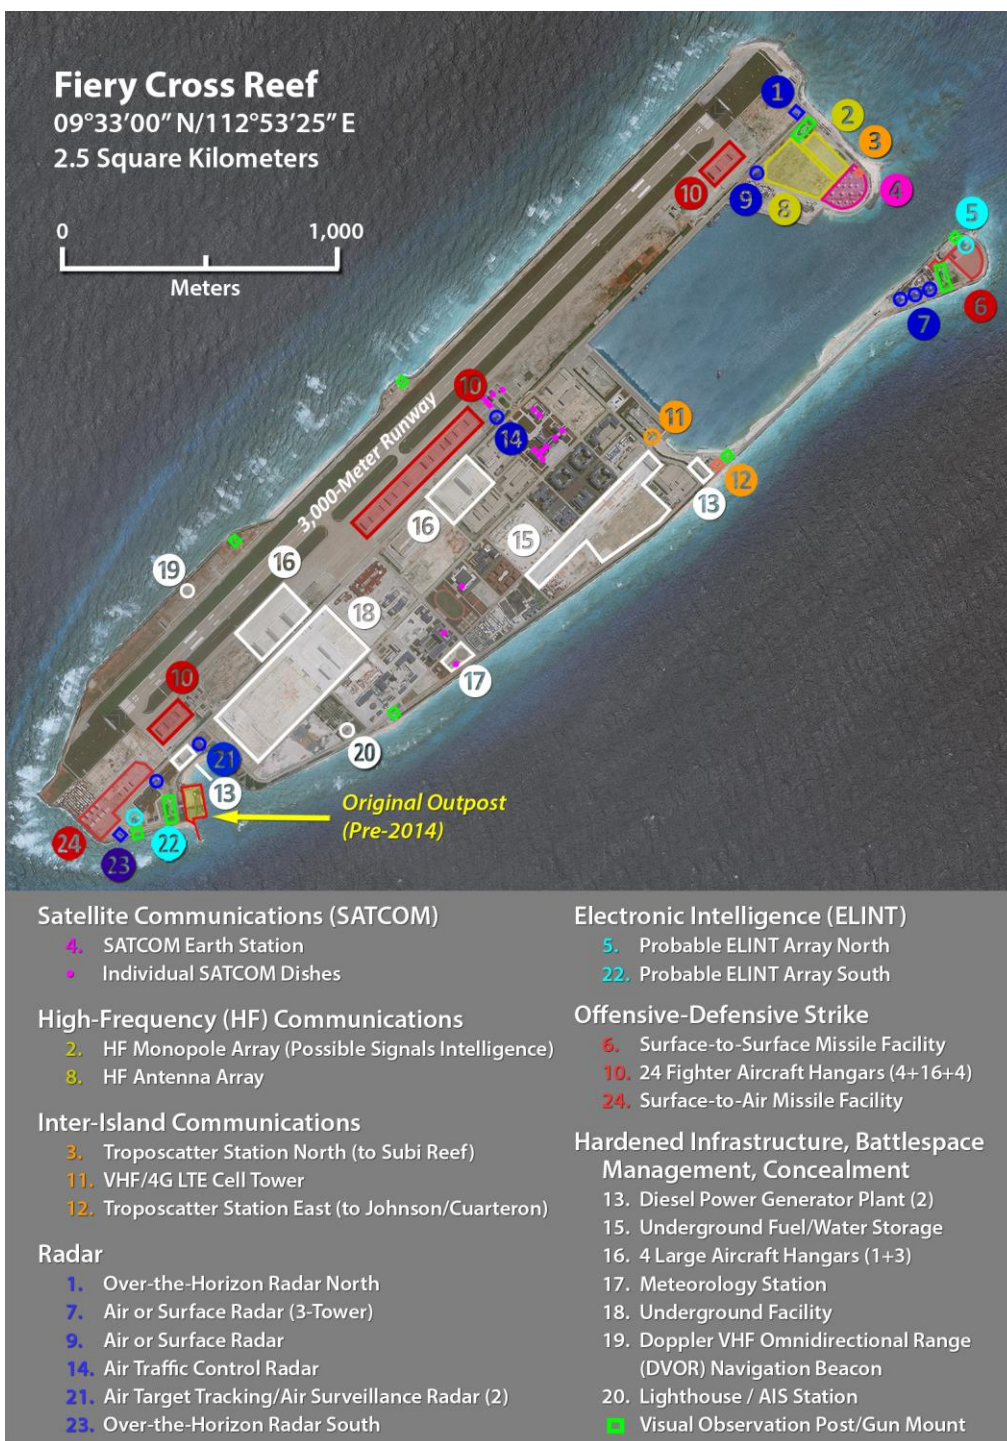 Fiery Cross Reef
09°33’00” N/112°53’25” E
2.5 Square Kilometers
0 1,000
Meters
1
2
3
4
10
9
8
5
7
6
10
14
11
12
13
3,000-Meter Runway
16
15
19
16
18
17
10
21
20
13
Original Outpost
(Pre-2014)
24
22
23
Satellite Communications (SATCOM)
4. SATCOM Earth Station
• Individual SATCOM Dishes
High-Frequency (HF) Communications
2. HF Monopole Array (Possible Signals Intelligence)
8. HF Antenna Array
Inter-Island Communications
3. Troposcatter Station North (to Subi Reef)
11. VHF/4G LTE Cell Tower
12. Troposcatter Station East (to Johnson/Cuarteron)
Radar
1. Over-the-Horizon Radar North
7. Air or Surface Radar (3-Tower)
9. Air or Surface Radar
14. Air Traffic Control Radar
21. Air Target Tracking/Air Surveillance Radar (2)
23. Over-the-Horizon Radar South
Electronic Intelligence (ELINT)
5. Probable ELINT Array North
22. Probable ELINT Array South
Offensive-Defensive Strike
6. Surface-to-Surface Missile Facility
10. 24 Fighter Aircraft Hangars (4+16+4)
24. Surface-to-Air Missile Facility
Hardened Infrastructure, Battlespace
Management, Concealment
13. Diesel Power Generator Plant (2)
15. Underground Fuel/Water Storage
16. 4 Large Aircraft Hangars (1+3)
17. Meteorology Station
18. Underground Facility
19. Doppler VHF Omnidirectional Range
(DVOR) Navigation Beacon
20. Lighthouse / AIS Station
Visual Observation Post/Gun Mount